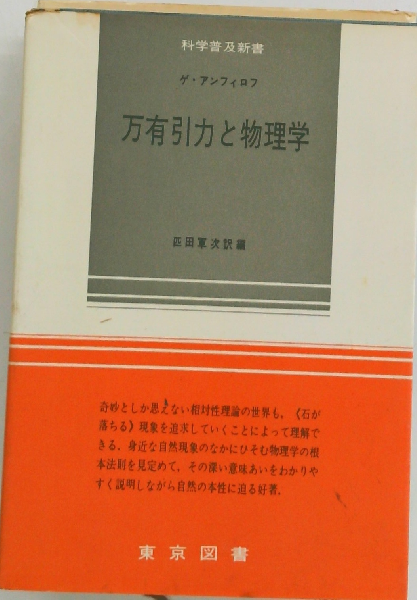 科学普及新書
ゲ・アンフィロフ
万有引力と物理学
匹田軍次訳編
奇妙としか思えない相対性理論の世界も，《石が
落ちる》現象を追求していくことによって理解で
きる．身近な自然現象のなかにひそむ物理学の根
本法則を見定めて，その深い意味あいをわかりや
すく説明しながら自然の本性に迫る好著．
東京図書